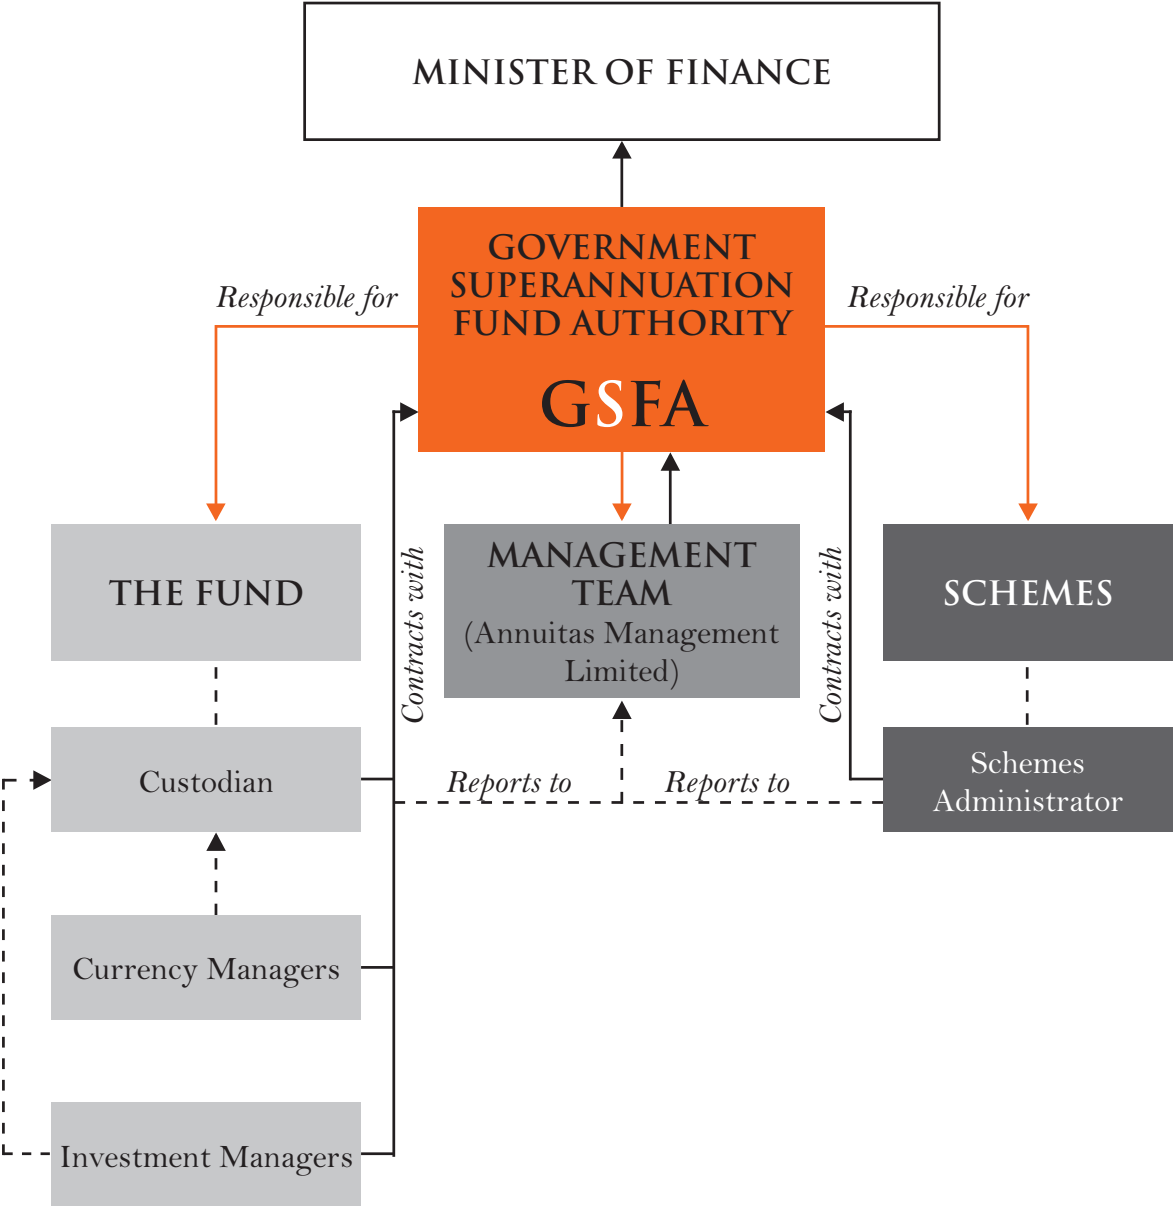 MINISTER OF FINANCE
GOVERNMENT
SUPERANNUATION
FUND AUTHORITY
GSFA
Responsible for
Responsible for
THE FUND
Contracts with
MANAGEMENT
TEAM
(Annuitas Management
Limited)
Contracts with
SCHEMES
Custodian
Reports to
Reports to
Schemes
Administrator
Currency Managers
Investment Managers